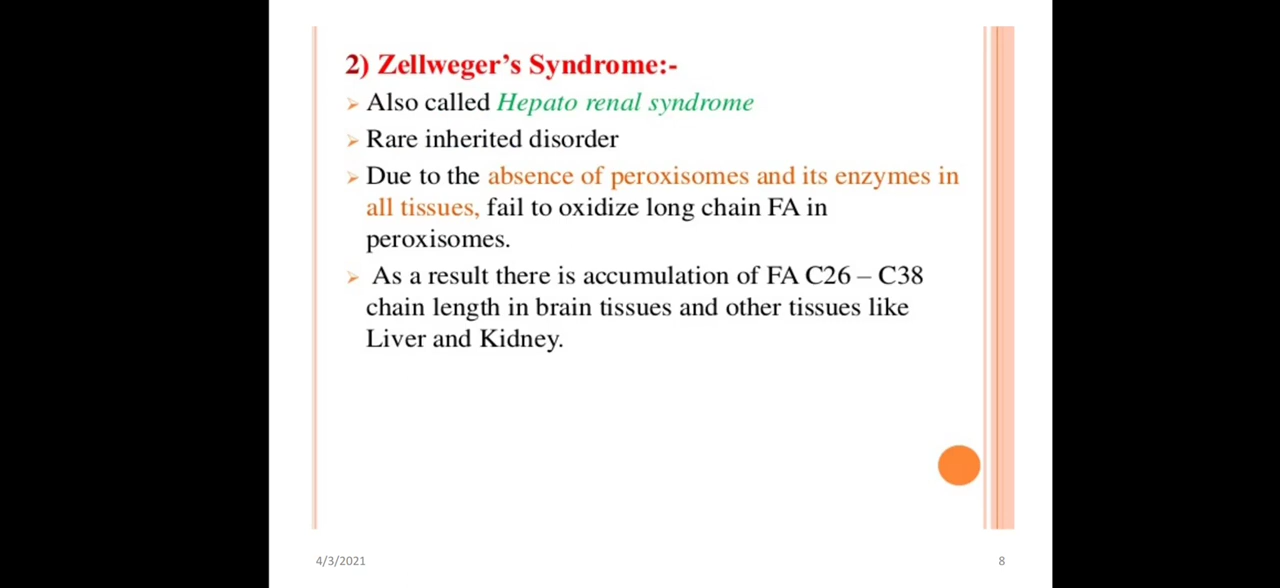 2) Zellweger’s Syndrome:-
➢ Also called Hepato renal syndrome
➢ Rare inherited disorder
➢ Due to the absence of peroxisomes and its enzymes in
all tissues, fail to oxidize long chain FA in
peroxisomes.
➢ As a result there is accumulation of FA C26 – C38
chain length in brain tissues and other tissues like
Liver and Kidney.
4/3/2021
8